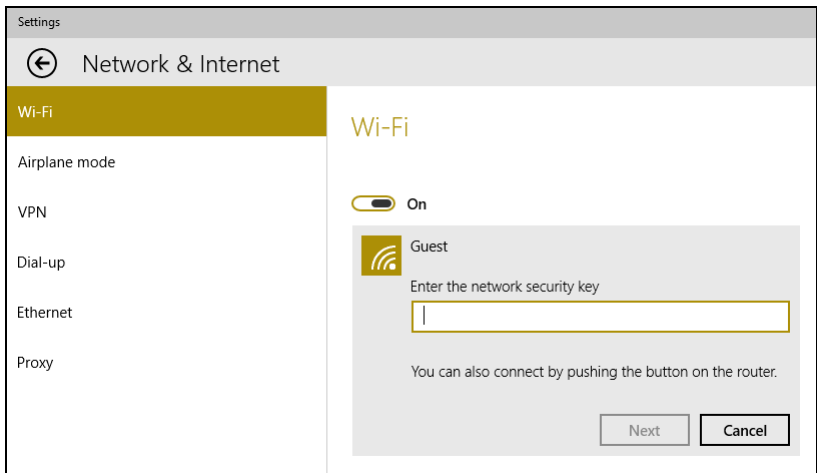 Settings
Network & Internet
Wi-Fi
Airplane mode
VPN
Dial-up
Ethernet
Proxy
Wi-Fi
On
Guest
Enter the network security key
You can also connect by pushing the button on the router.
Next
Cancel